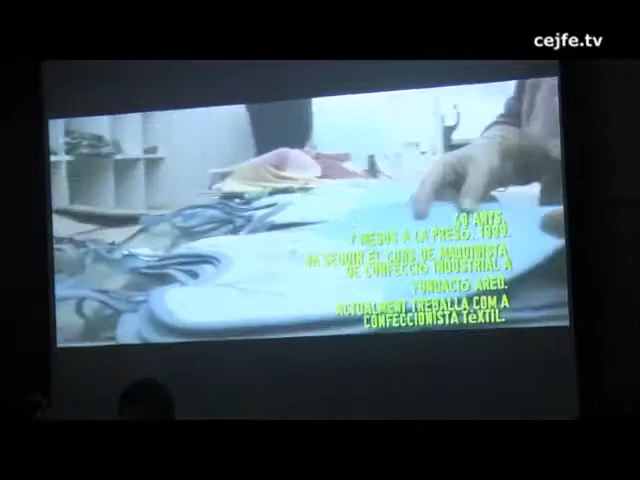 cejfe.tv
ANYS.
7 MESOS A LA PRESÓ. 1999.
VA SEGUIR EL CURS DE MAQUINISTA
DE CONFECCIÓ INDUSTRIAL A
FUNDACIÓ ARED.
ACTUALMENT TREBALLA COM A
CONFECCIONISTA TÈXTIL.